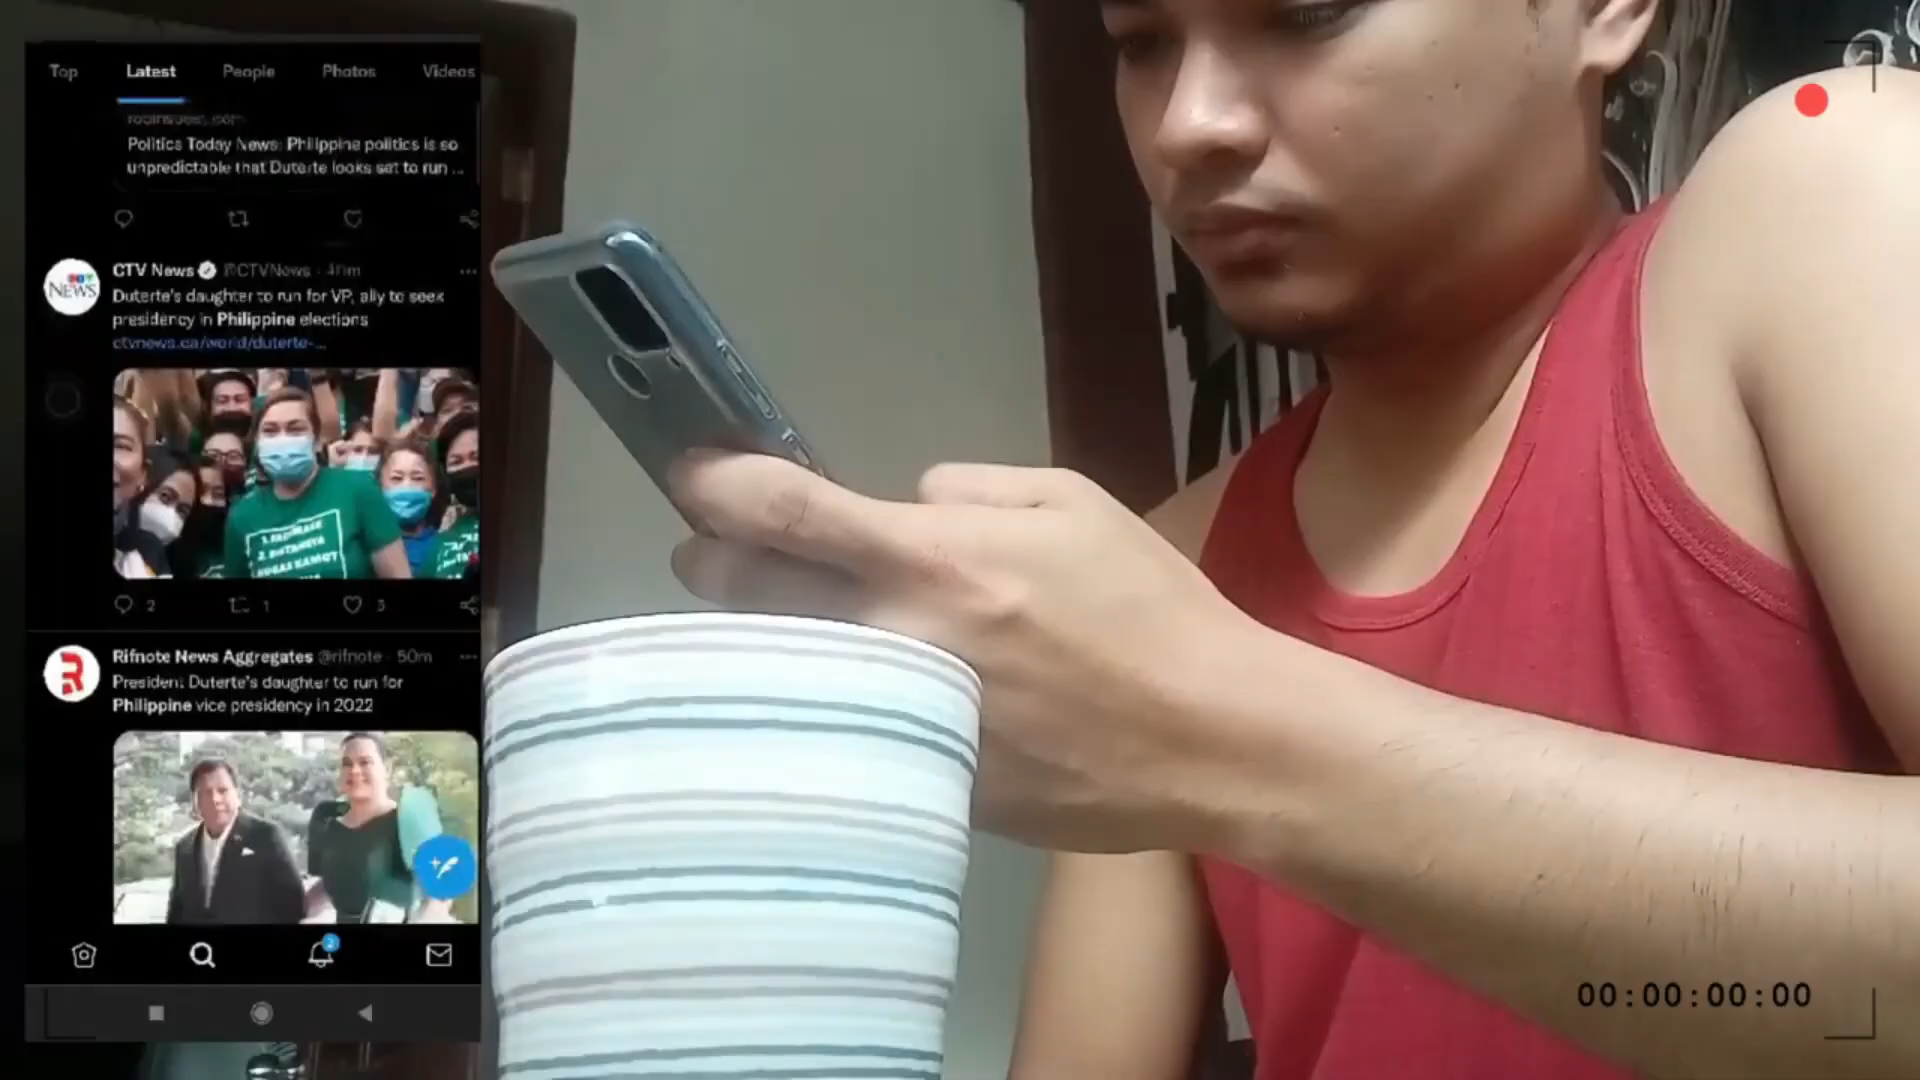 Top Latest People Photos Videos
Politics Today News: Philippine politics is so
unpredictable that Duterte looks set to run ...
CTV News @CTVNews · 41m
Duterte's daughter to run for VP, ally to seek
presidency in Philippine elections
ctvnews.ca/world/duterte-...
NEWS
2 1 3
Rifnote News Aggregates @rifnote · 50m
President Duterte's daughter to run for
Philippine vice presidency in 2022
R
2
00:00:00:00